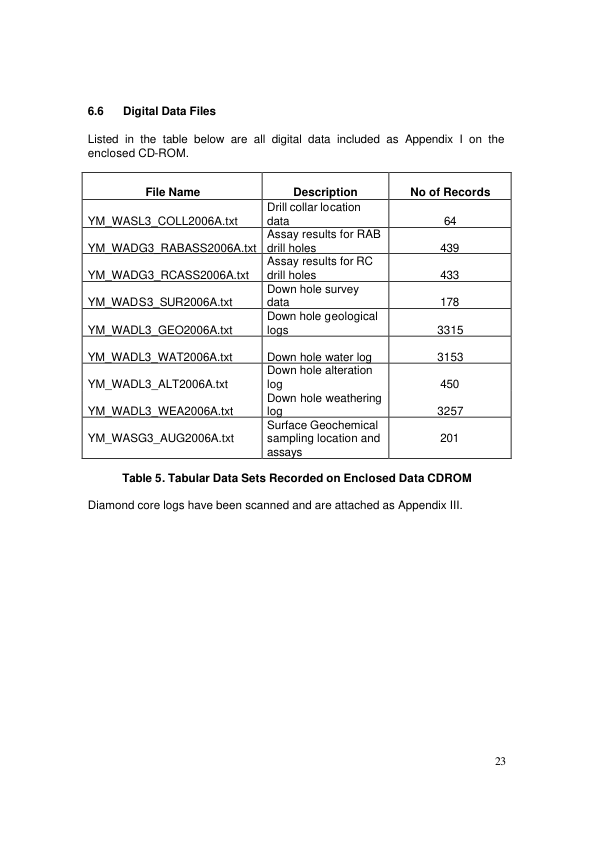 6.6 Digital Data Files
Listed in the table below are all digital data included as Appendix I on the
enclosed CD-ROM.
File Name Description No of Records
Drill collar location
YM_WASL3_COLL2006A.txt data 64
Assay results for RAB
YM_WADG3_RABASS2006A.txt drill holes 439
Assay results for RC
YM_WADG3_RCASS2006A.txt drill holes 433
Down hole survey
YM_WADS3_SUR2006A.txt data 178
Down hole geological
YM_WADL3_GEO2006A.txt logs 3315
YM_WADL3_WAT2006A.txt Down hole water log 3153
Down hole alteration
YM_WADL3_ALT2006A.txt log 450
Down hole weathering
YM_WADL3_WEA2006A.txt log 3257
Surface Geochemical
YM_WASG3_AUG2006A.txt sampling location and 201
assays
Table 5. Tabular Data Sets Recorded on Enclosed Data CDROM
Diamond core logs have been scanned and are attached as Appendix III.
23